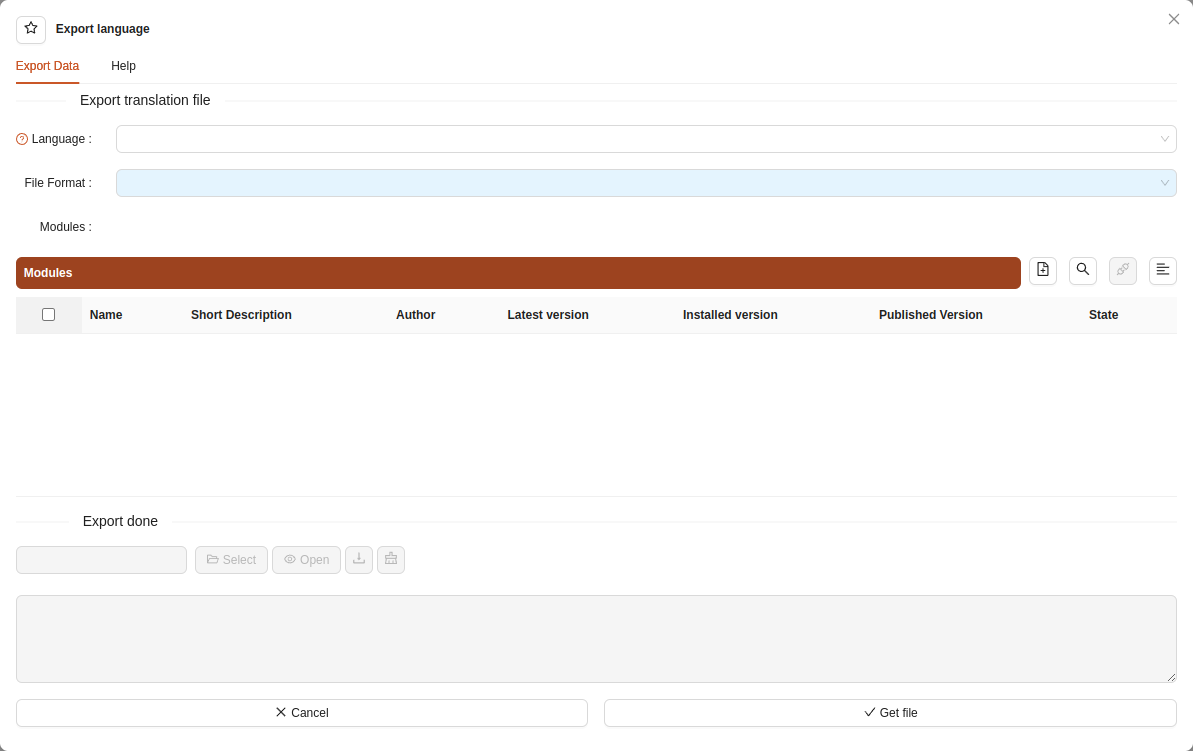 Export language
Export Data Help
Export translation file
Language :
File Format :
Modules :
Modules
Name Short Description Author Latest version Installed version Published Version State
Export done
Select Open
Cancel Get file